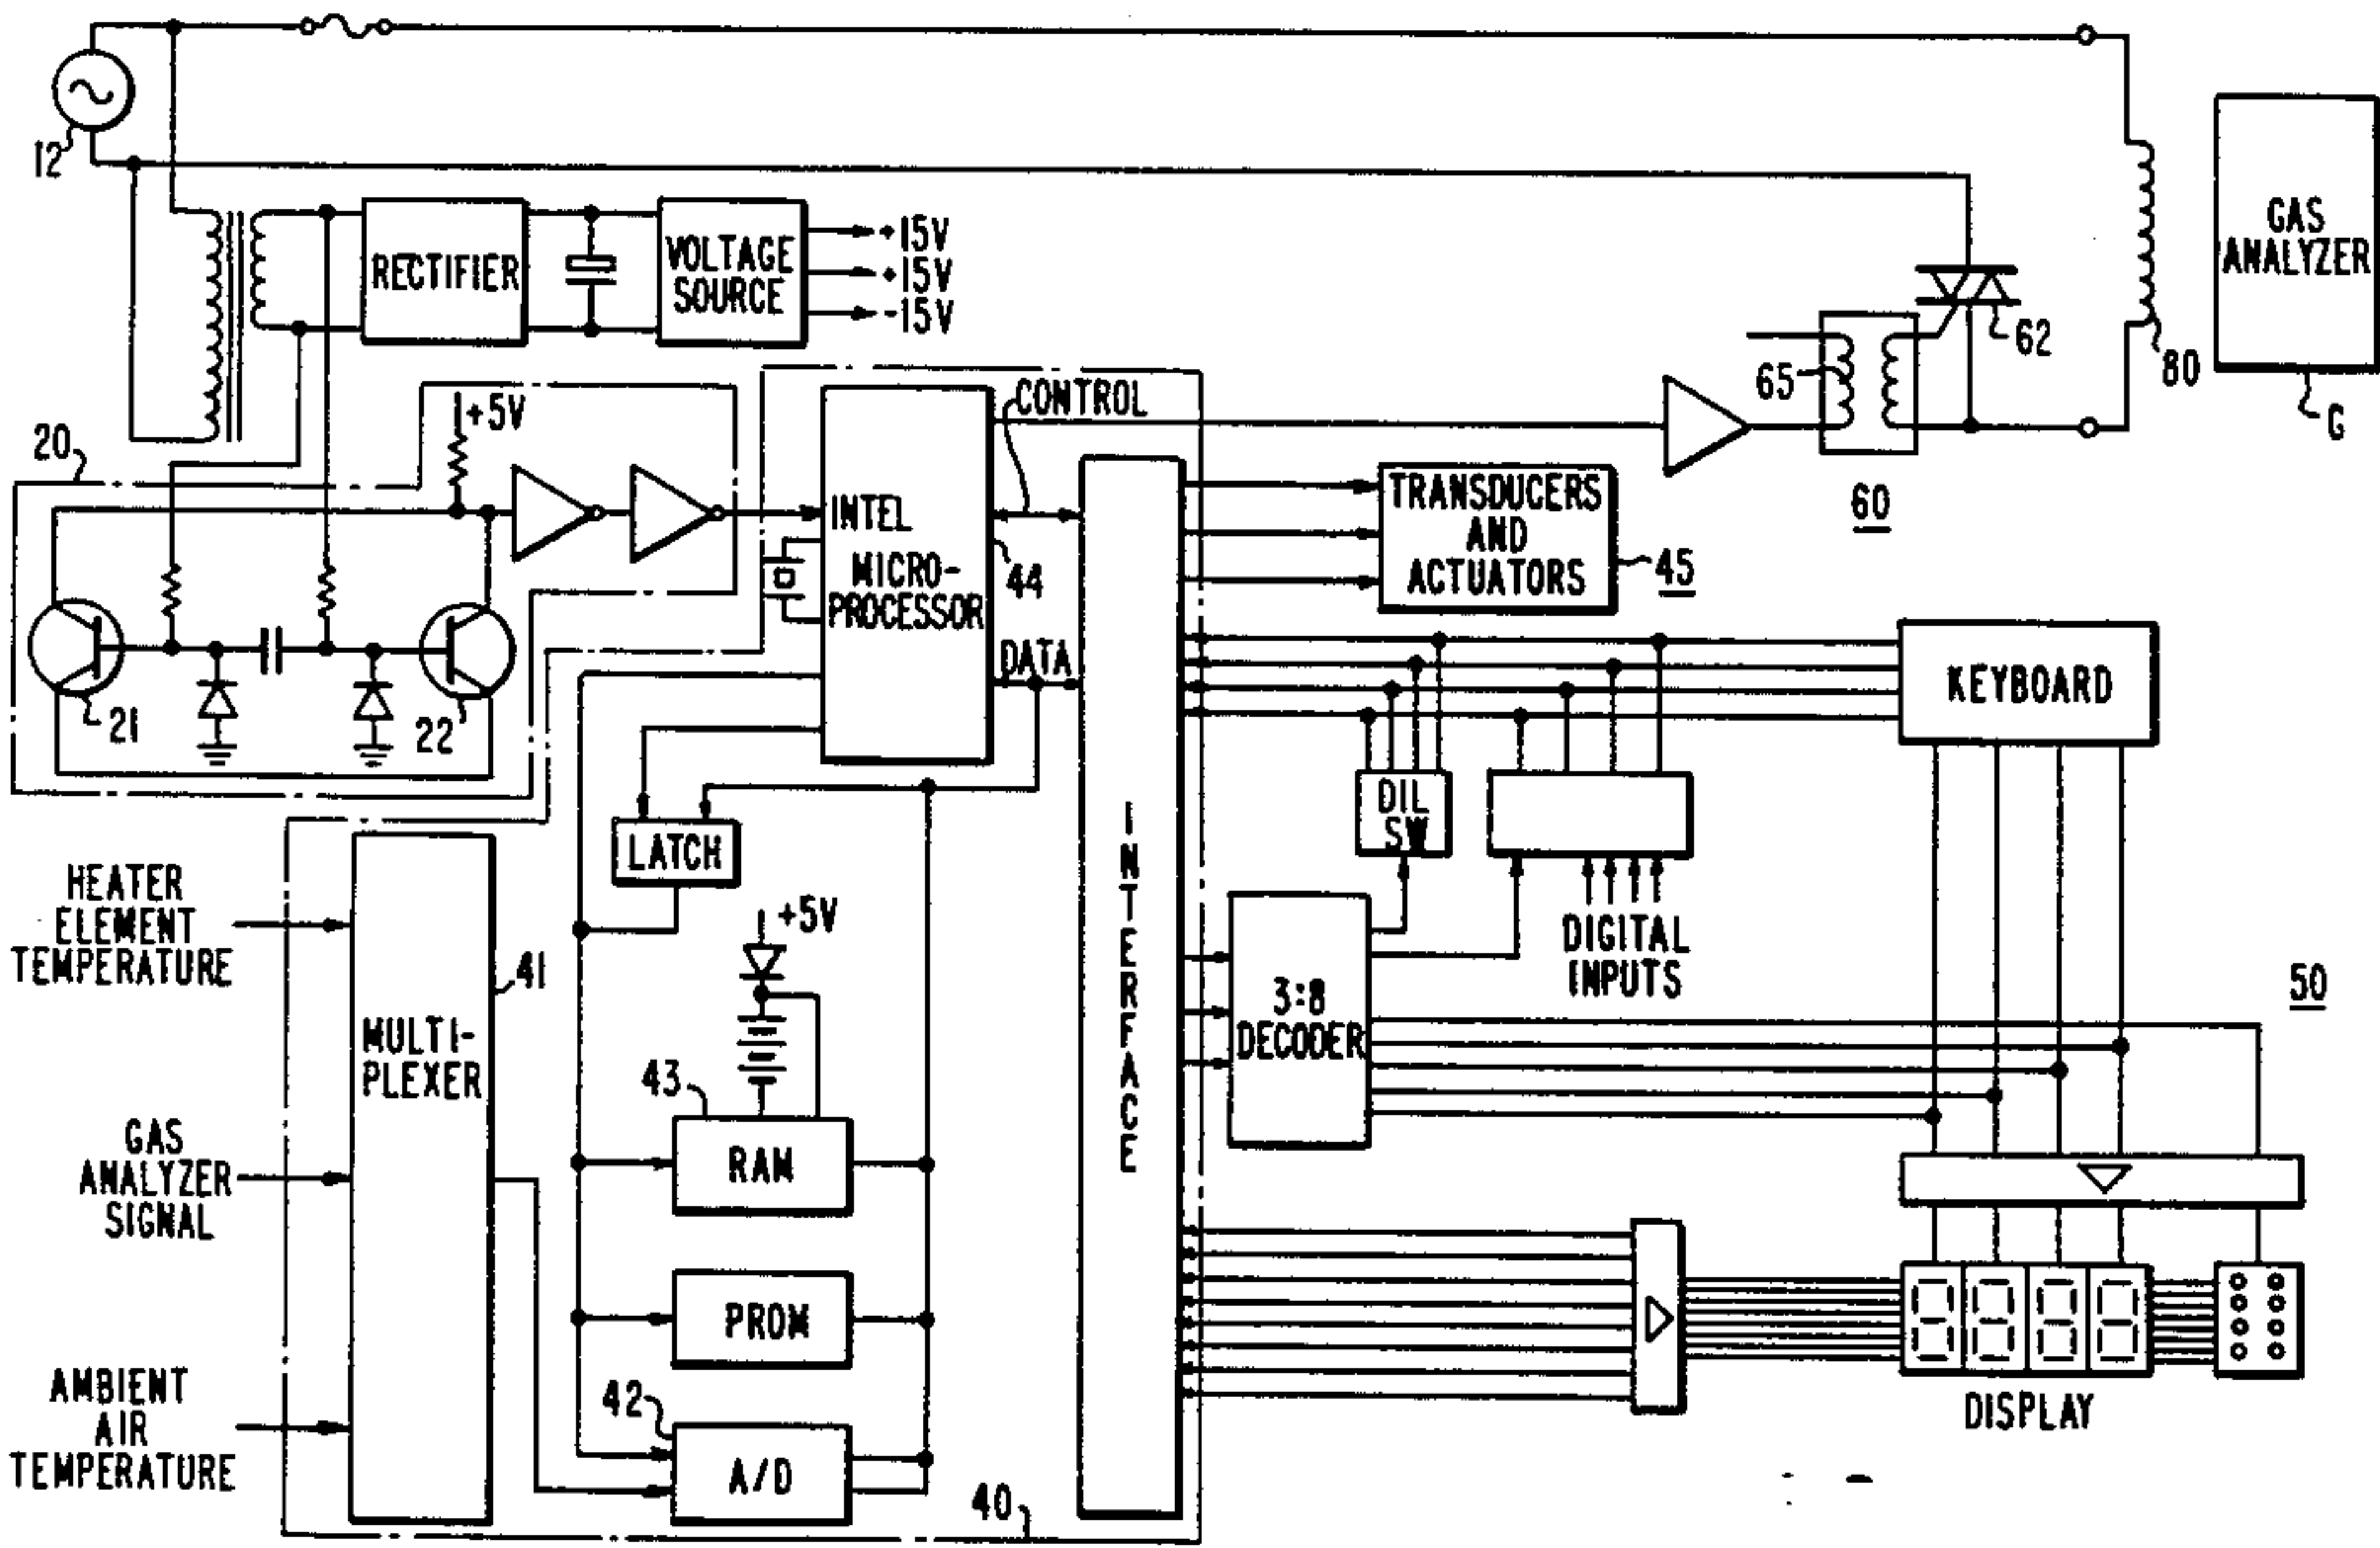 12
RECTIFIER
VOLTAGE
SOURCE
+15V
+15V
-15V
GAS
ANALYZER
G
80
62
65
60
20
+5V
21
22
INTEL
MICRO-
PROCESSOR
CONTROL
44
DATA
TRANSDUCERS
AND
ACTUATORS
45
KEYBOARD
DIL
SW
DIGITAL
INPUTS
3:8
DECODER
50
LATCH
+5V
43
RAM
PROM
42
A/D
40
INTERFACE
HEATER
ELEMENT
TEMPERATURE
41
MULTI-
PLEXER
GAS
ANALYZER
SIGNAL
AMBIENT
AIR
TEMPERATURE
8888
DISPLAY